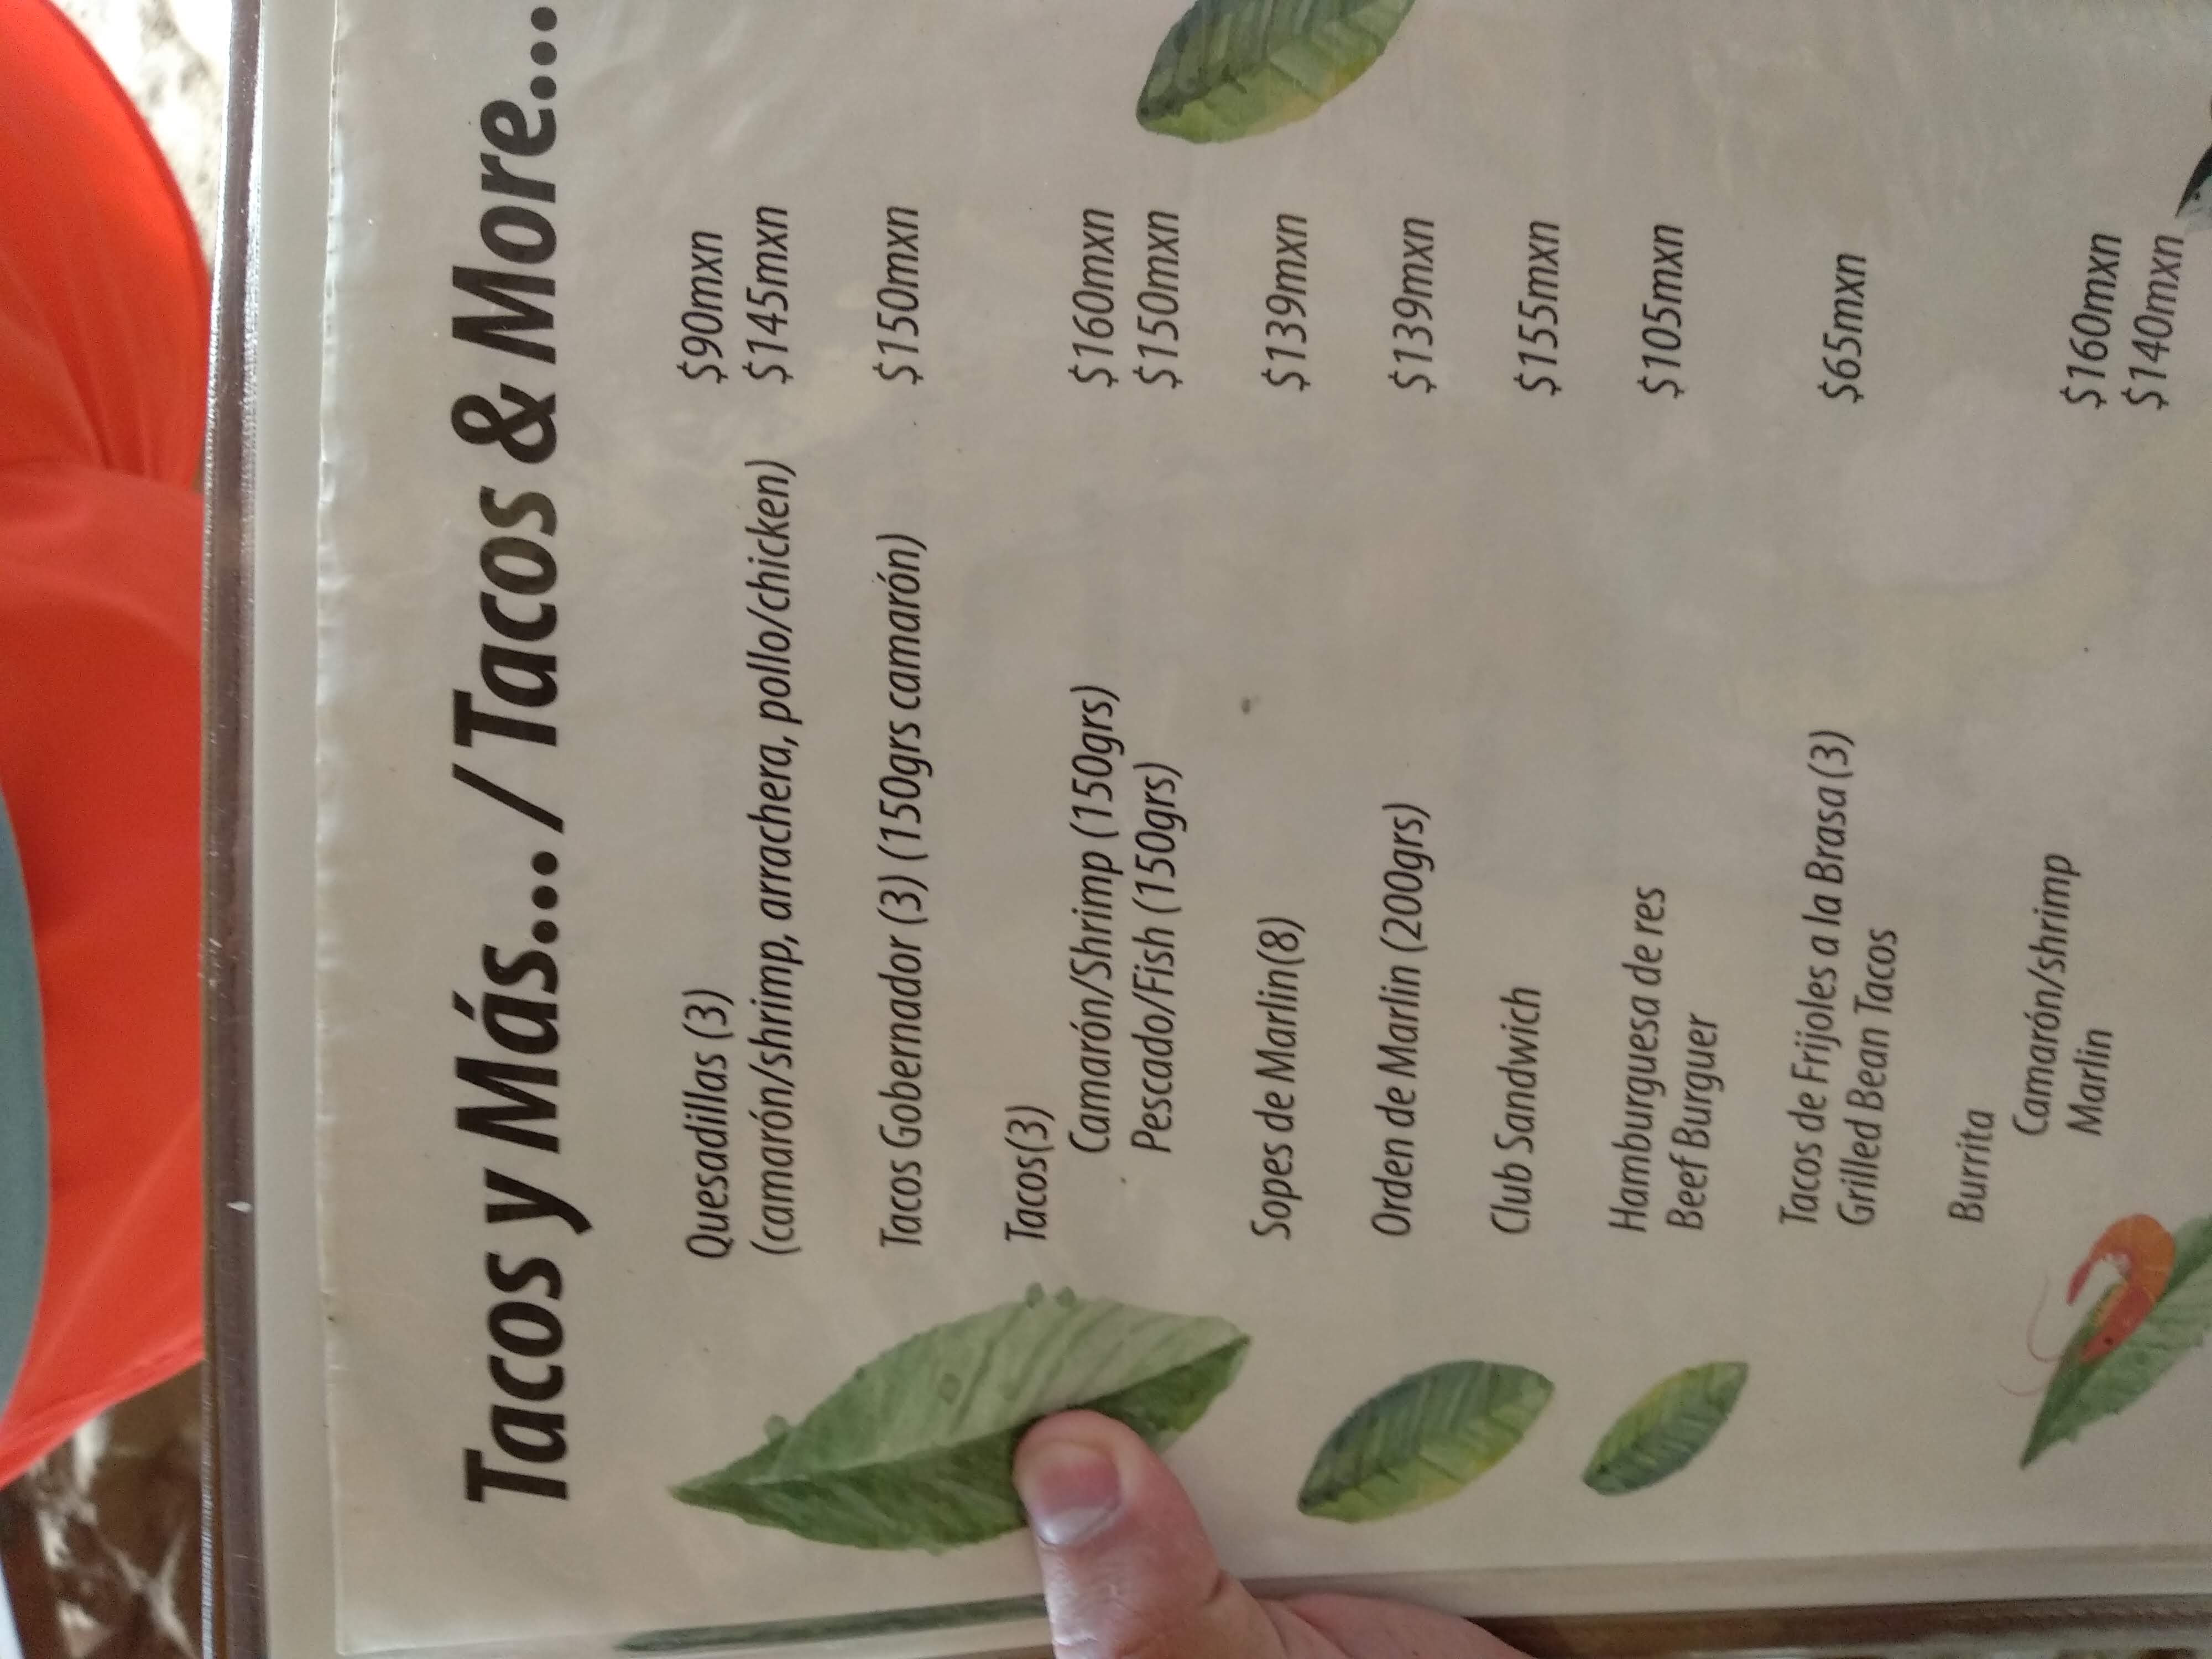 Tacos y Más... / Tacos & More...
Quesadillas (3) $90mxn
(camarón/shrimp, arrachera, pollo/chicken) $145mxn
Tacos Gobernador (3) (150grs camarón) $150mxn
Tacos(3)
Camarón/Shrimp (150grs) $160mxn
Pescado/Fish (150grs) $150mxn
Sopes de Marlin(8) $139mxn
Orden de Marlin (200grs) $139mxn
Club Sandwich $155mxn
Hamburguesa de res $105mxn
Beef Burguer
Tacos de Frijoles a la Brasa (3) $65mxn
Grilled Bean Tacos
Burrita
Camarón/shrimp $160mxn
Marlin $140mxn